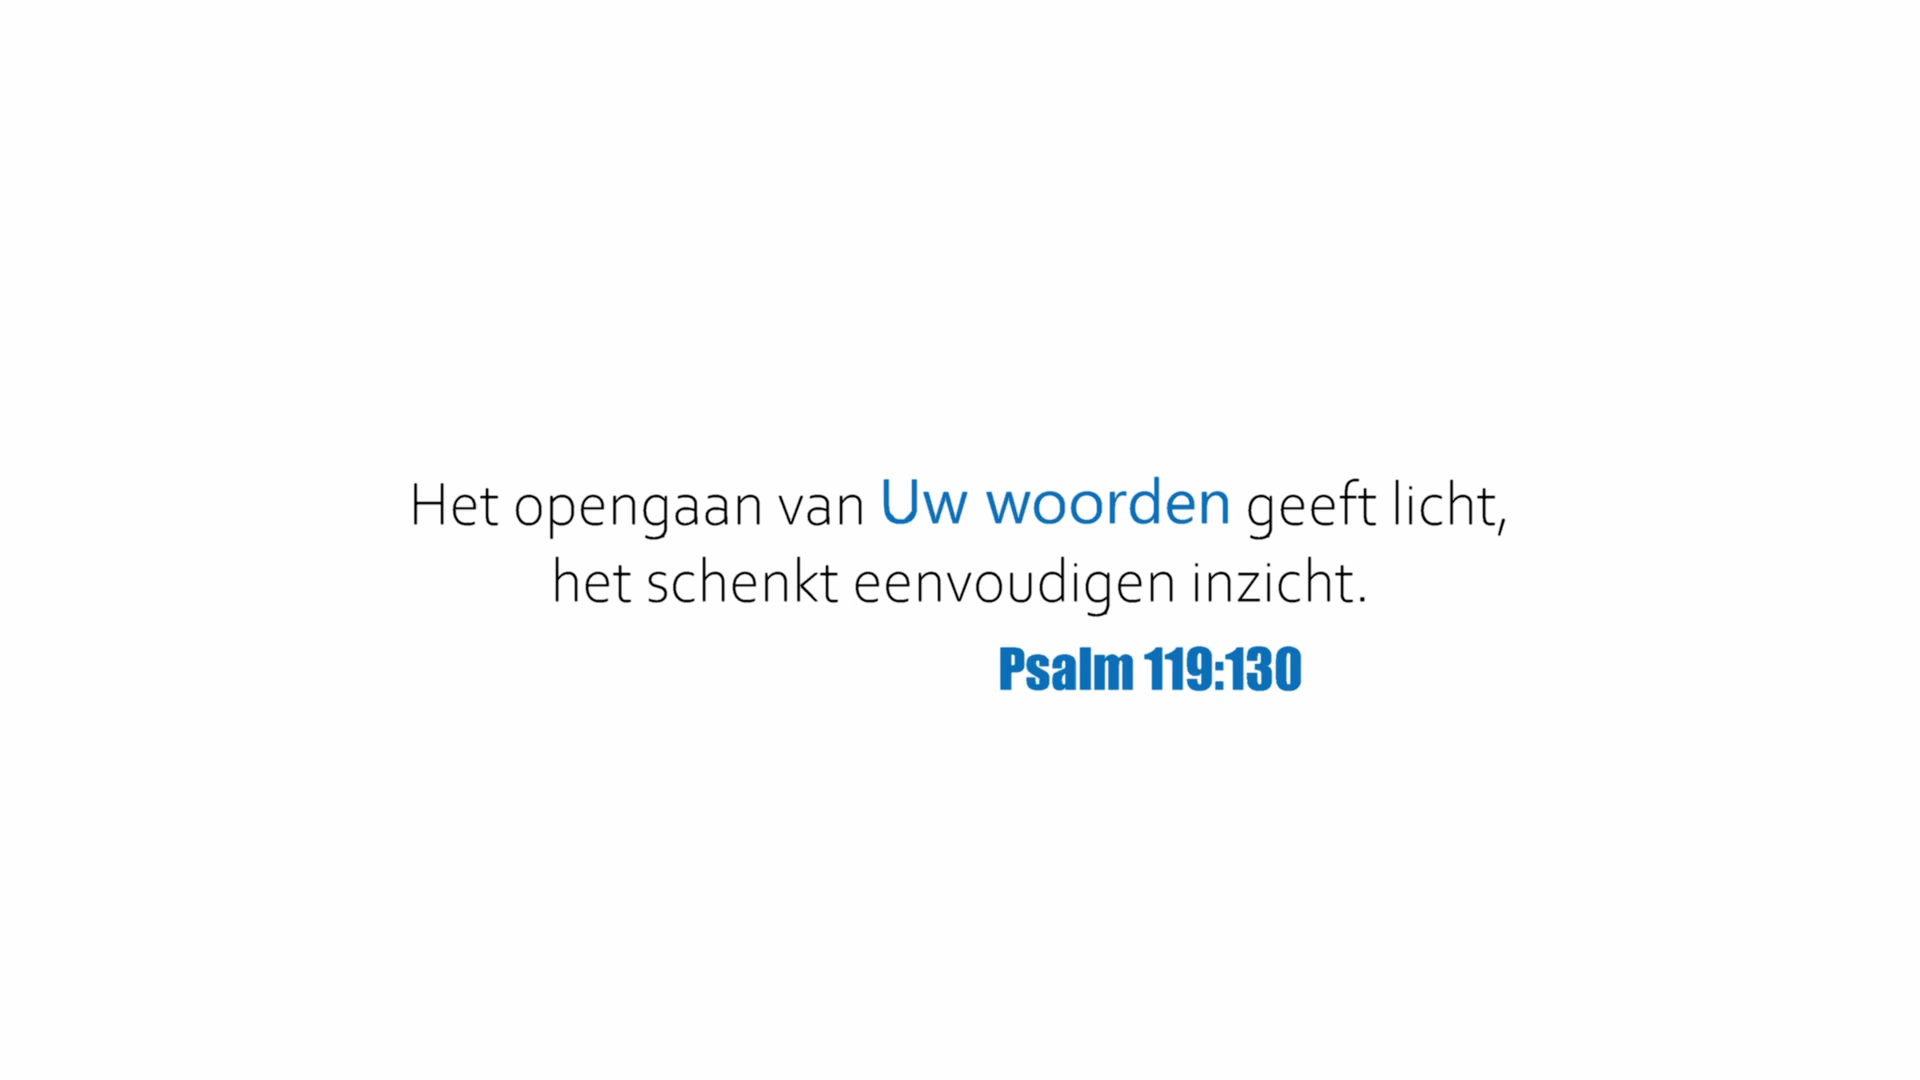 Het opengaan van Uw woorden geeft licht,
het schenkt eenvoudigen inzicht.
Psalm 119:130